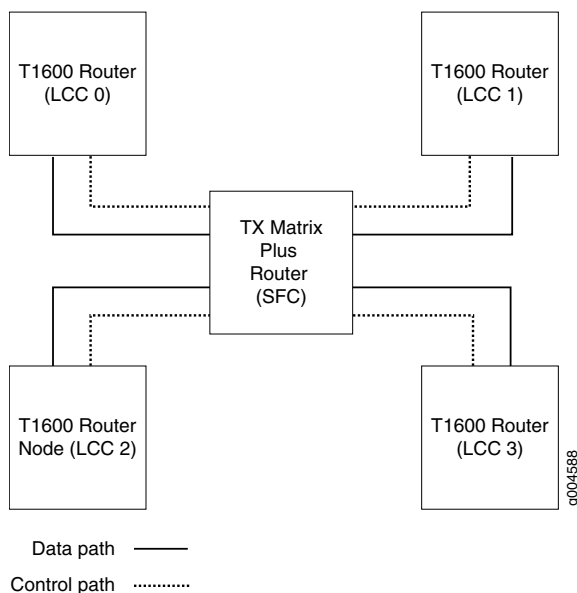 T1600 Router
(LCC 0)
T1600 Router
(LCC 1)
TX Matrix
Plus
Router
(SFC)
T1600 Router
Node (LCC 2)
T1600 Router
(LCC 3)
g004588
Data path
Control path